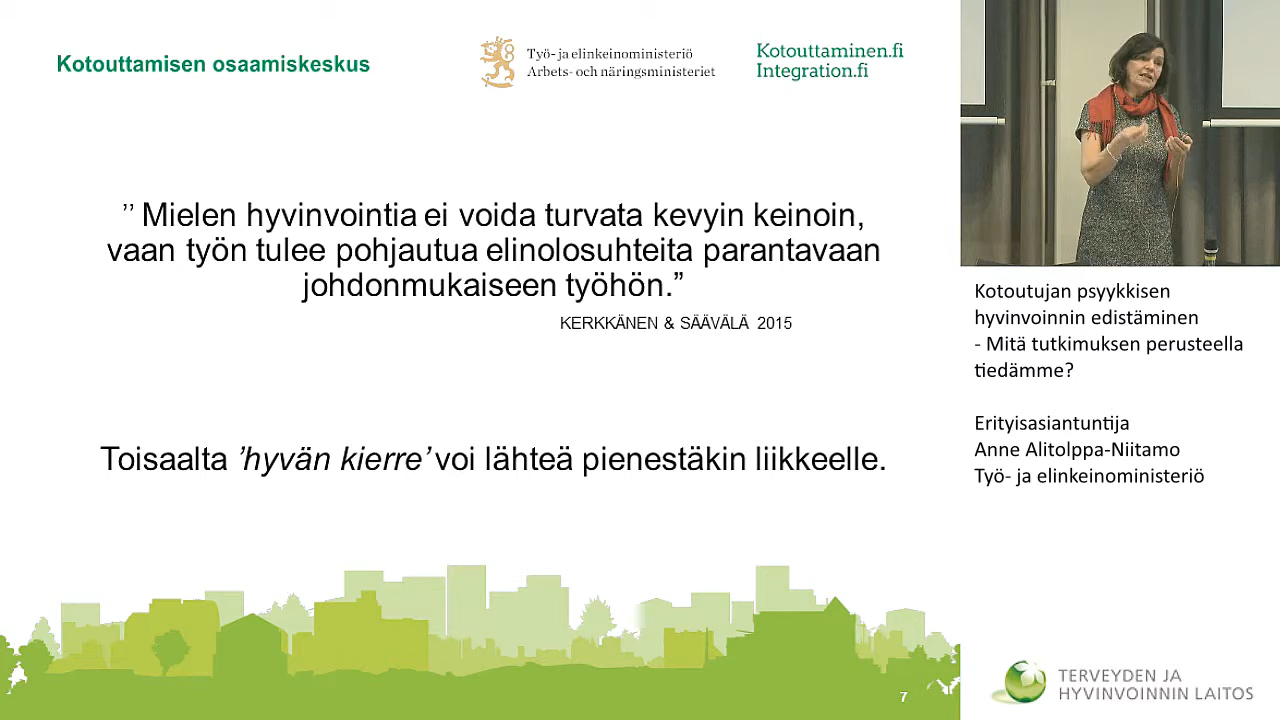 Kotouttamisen osaamiskeskus
Työ- ja elinkeinoministeriö
Arbets- och näringsministeriet
Kotouttaminen.fi
Integration.fi
’’ Mielen hyvinvointia ei voida turvata kevyin keinoin,
vaan työn tulee pohjautua elinolosuhteita parantavaan
johdonmukaiseen työhön.”
KERKKÄNEN & SÄÄVÄLÄ 2015
Toisaalta ’hyvän kierre’ voi lähteä pienestäkin liikkeelle.
7
Kotoutujan psyykkisen
hyvinvoinnin edistäminen
- Mitä tutkimuksen perusteella
tiedämme?
Erityisasiantuntija
Anne Alitolppa-Niitamo
Työ- ja elinkeinoministeriö
TERVEYDEN JA
HYVINVOINNIN LAITOS